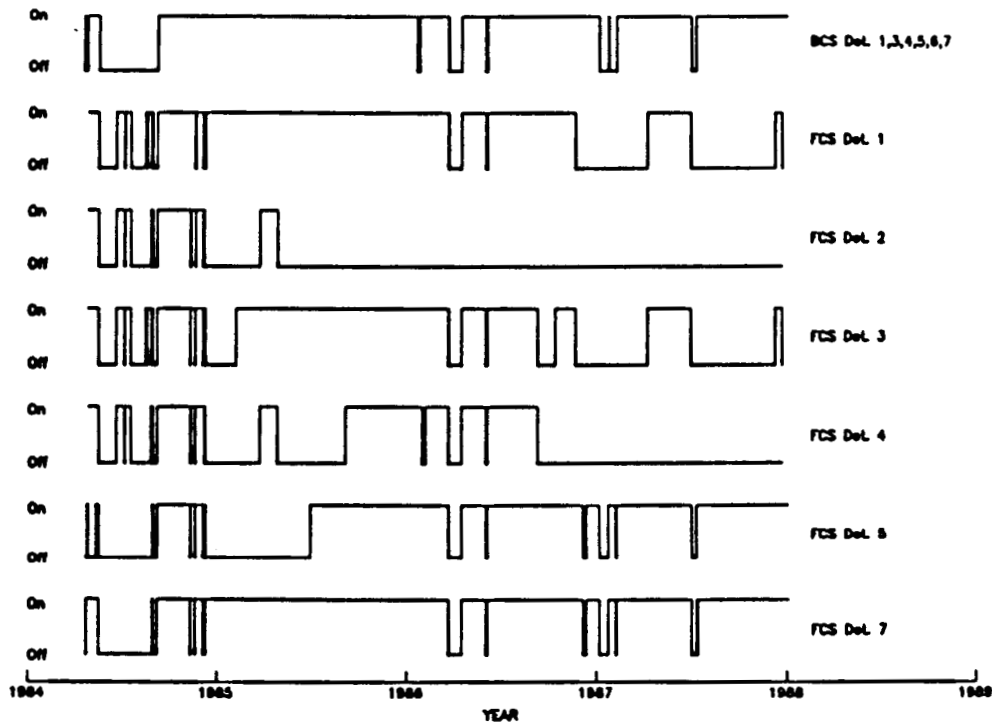 On
Off
BCS Det. 1,3,4,5,6,7
On
Off
FCS Det. 1
On
Off
FCS Det. 2
On
Off
FCS Det. 3
On
Off
FCS Det. 4
On
Off
FCS Det. 5
On
Off
FCS Det. 7
1984 1985 1986 1987 1988 1989
YEAR